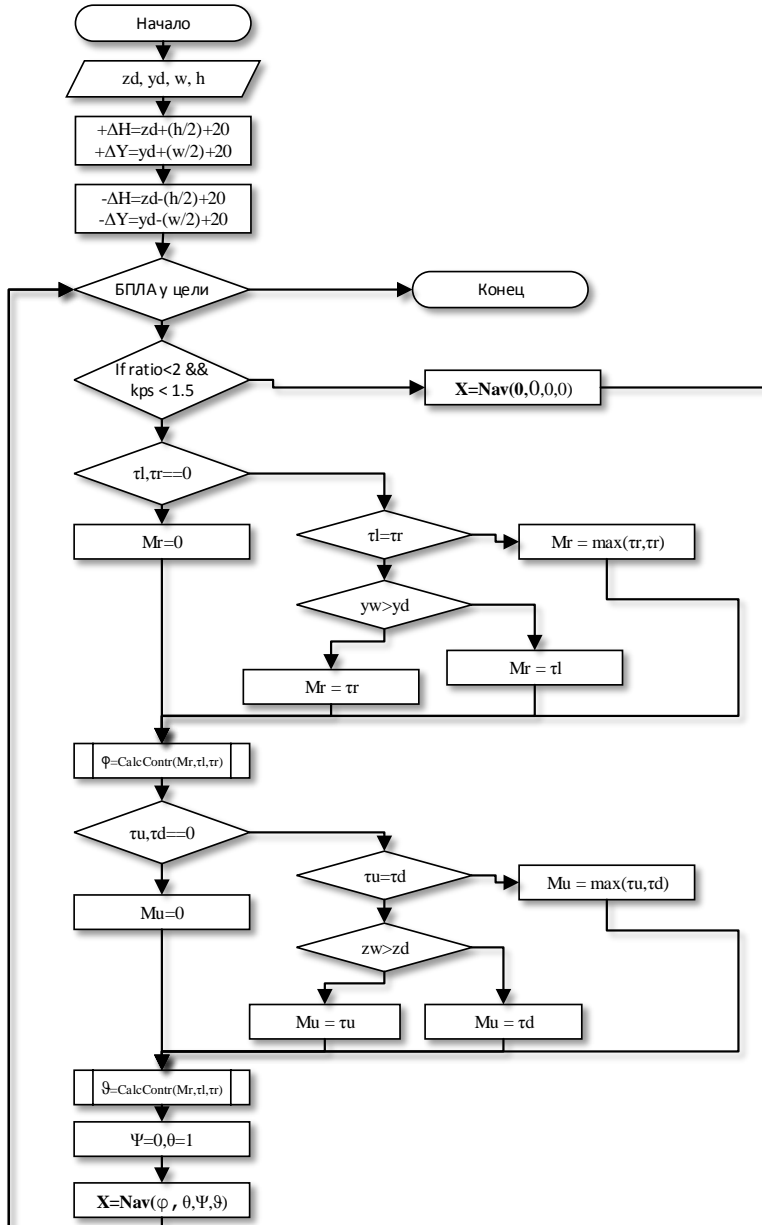 Начало
zd, yd, w, h
+ΔH=zd+(h/2)+20
+ΔY=yd+(w/2)+20
-ΔH=zd-(h/2)+20
-ΔY=yd-(w/2)+20
БПЛА у цели
Конец
If ratio<2 &&
kps < 1.5
X=Nav(0,0,0,0)
τl,τr==0
Mr=0
τl=τr
Mr = max(τr,τr)
yw>yd
Mr = τr
Mr = τl
φ=CalcContr(Mr,τl,τr)
τu,τd==0
Mu=0
τu=τd
Mu = max(τu,τd)
zw>zd
Mu = τu
Mu = τd
ϑ=CalcContr(Mr,τl,τr)
Ψ=0,θ=1
X=Nav(φ , θ,Ψ,ϑ)